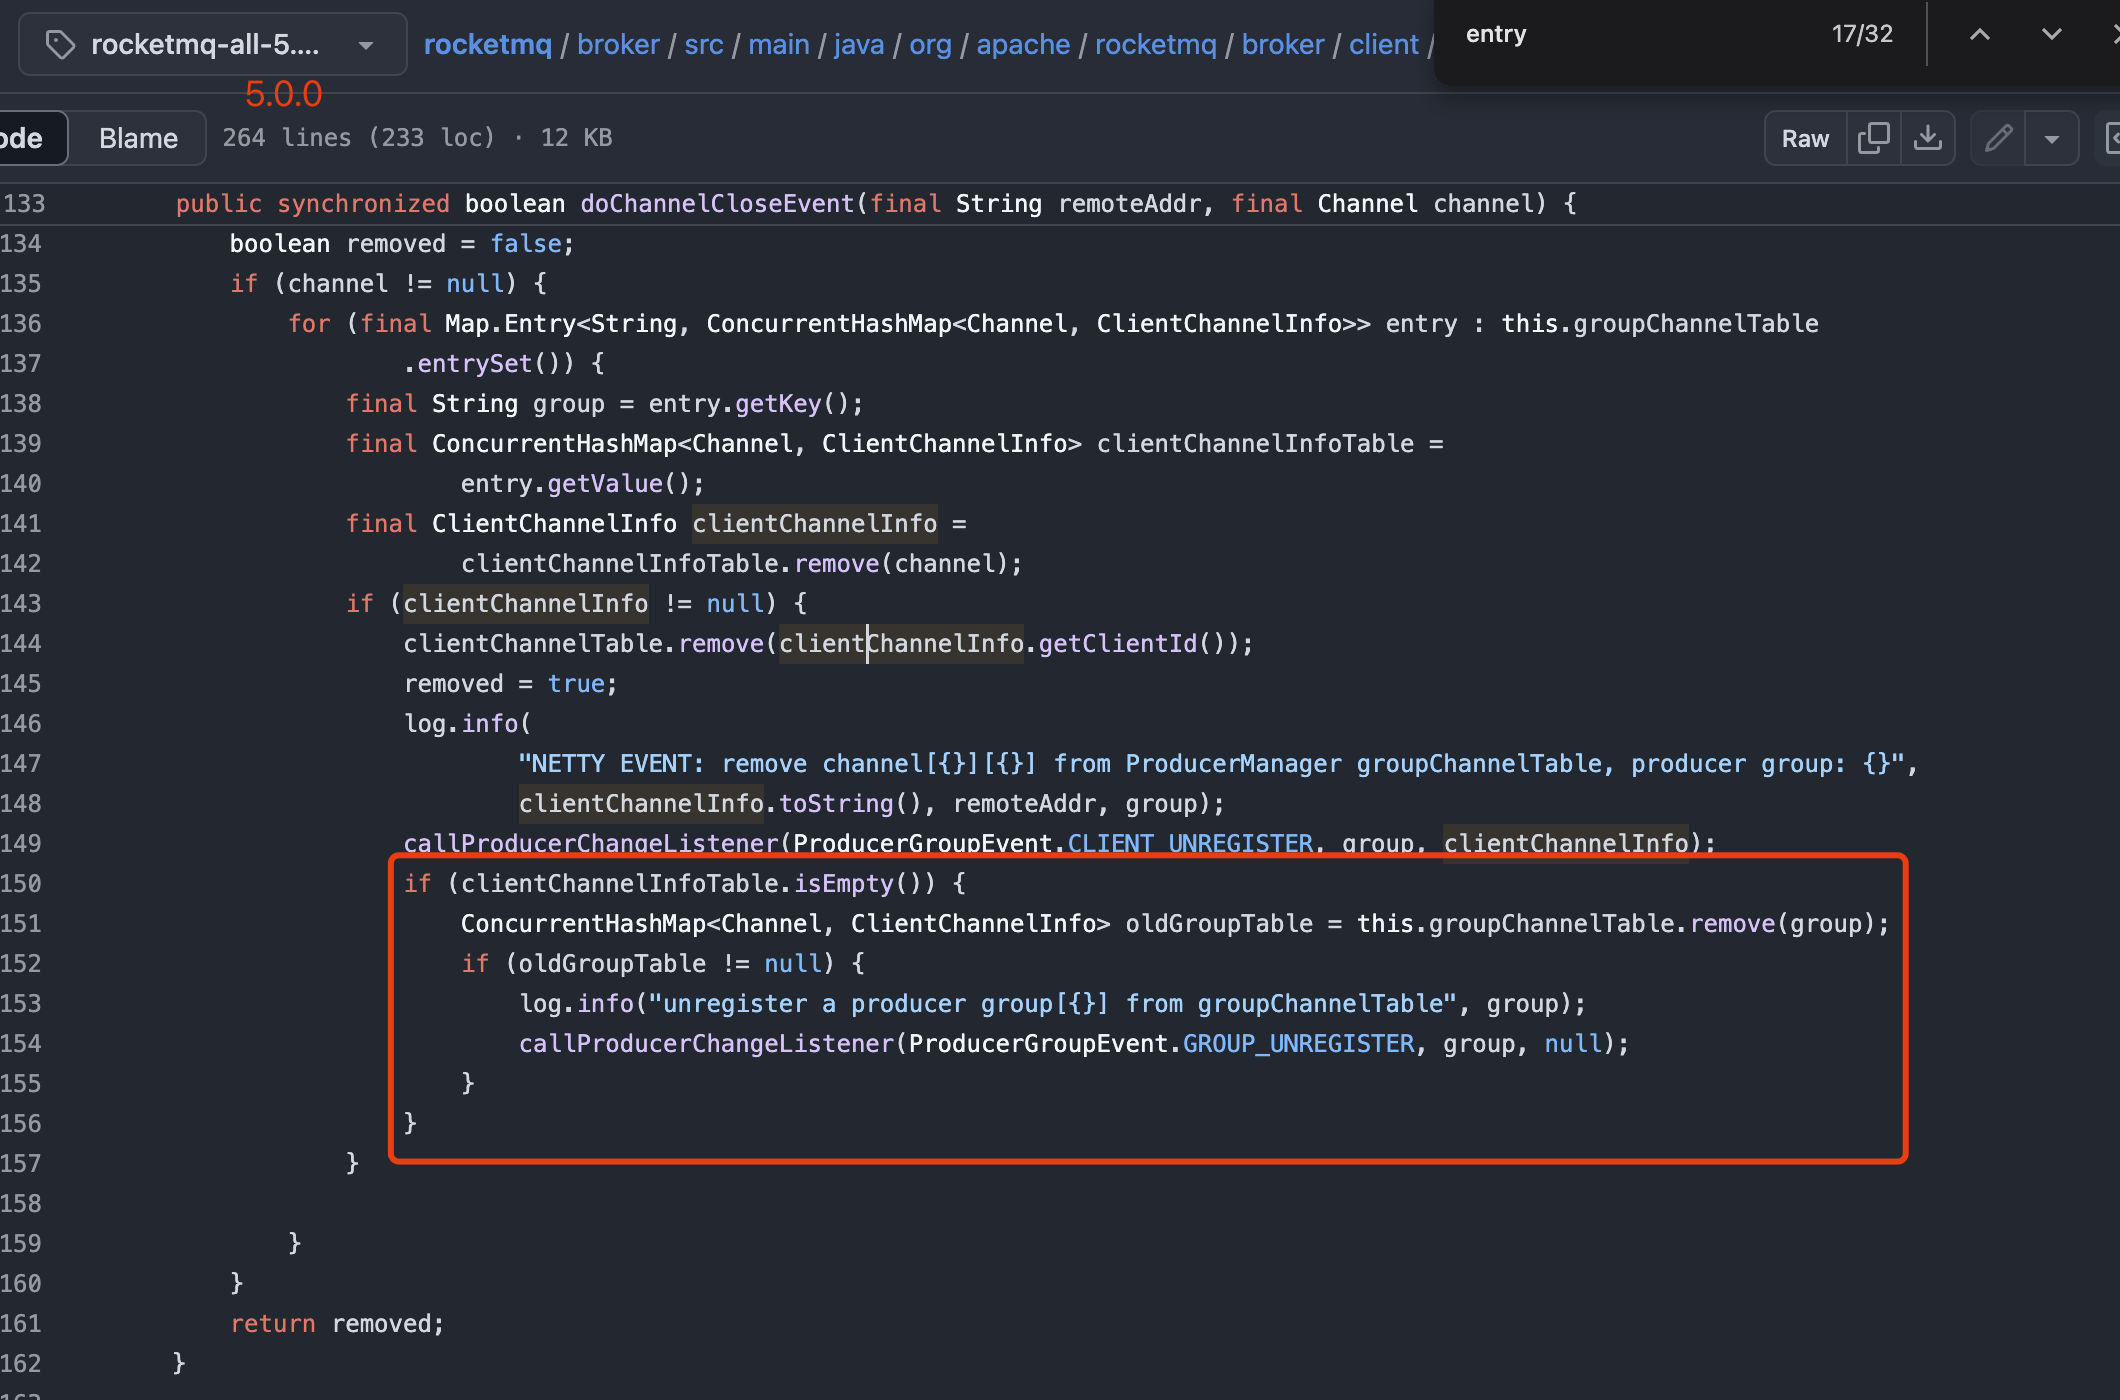 rocketmq-all-5.... rocketmq / broker / src / main / java / org / apache / rocketmq / broker / client / entry 17/32
5.0.0
ode Blame 264 lines (233 loc) · 12 KB Raw
133 public synchronized boolean doChannelCloseEvent(final String remoteAddr, final Channel channel) {
134 boolean removed = false;
135 if (channel != null) {
136 for (final Map.Entry<String, ConcurrentHashMap<Channel, ClientChannelInfo>> entry : this.groupChannelTable
137 .entrySet()) {
138 final String group = entry.getKey();
139 final ConcurrentHashMap<Channel, ClientChannelInfo> clientChannelInfoTable =
140 entry.getValue();
141 final ClientChannelInfo clientChannelInfo =
142 clientChannelInfoTable.remove(channel);
143 if (clientChannelInfo != null) {
144 clientChannelTable.remove(clientChannelInfo.getClientId());
145 removed = true;
146 log.info(
147 "NETTY EVENT: remove channel[{}][{}] from ProducerManager groupChannelTable, producer group: {}",
148 clientChannelInfo.toString(), remoteAddr, group);
149 callProducerChangeListener(ProducerGroupEvent.CLIENT_UNREGISTER, group, clientChannelInfo);
150 if (clientChannelInfoTable.isEmpty()) {
151 ConcurrentHashMap<Channel, ClientChannelInfo> oldGroupTable = this.groupChannelTable.remove(group);
152 if (oldGroupTable != null) {
153 log.info("unregister a producer group[{}] from groupChannelTable", group);
154 callProducerChangeListener(ProducerGroupEvent.GROUP_UNREGISTER, group, null);
155 }
156 }
157 }
158
159 }
160 }
161 return removed;
162 }